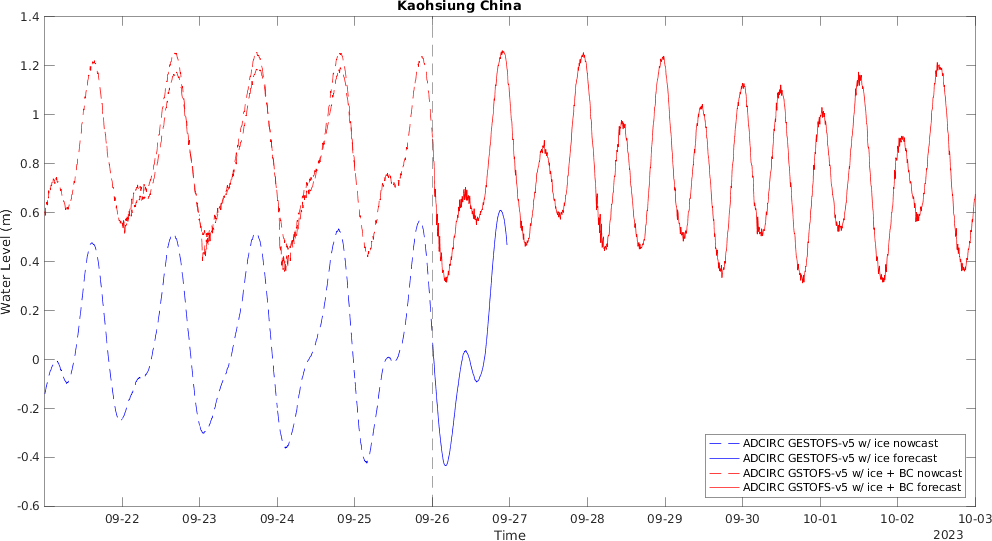 Kaohsiung China
1.4
1.2
1
0.8
0.6
0.4
0.2
0
-0.2
-0.4
-0.6
Water Level (m)
ADCIRC GESTOFS-v5 w/ ice nowcast
ADCIRC GESTOFS-v5 w/ ice forecast
ADCIRC GSTOFS-v5 w/ ice + BC nowcast
ADCIRC GSTOFS-v5 w/ ice + BC forecast
09-22 09-23 09-24 09-25 09-26 09-27 09-28 09-29 09-30 10-01 10-02 10-03
Time
2023